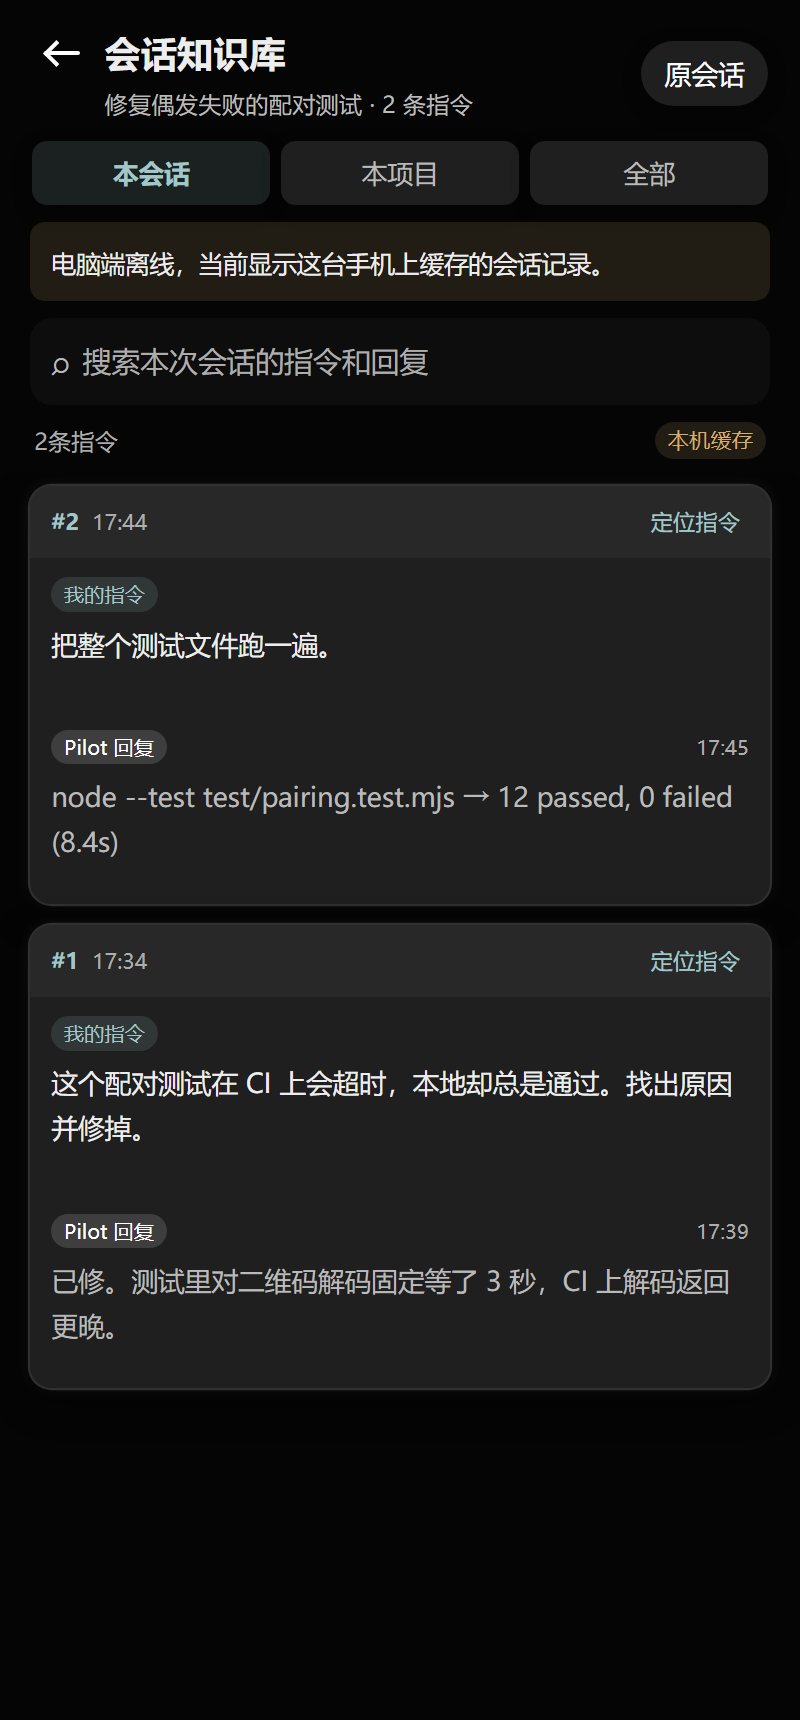 会话知识库
原会话
修复偶发失败的配对测试 · 2 条指令
本会话 本项目 全部
电脑端离线，当前显示这台手机上缓存的会话记录。
搜索本次会话的指令和回复
2条指令 本机缓存
#2 17:44 定位指令
我的指令
把整个测试文件跑一遍。
Pilot 回复 17:45
node --test test/pairing.test.mjs → 12 passed, 0 failed
(8.4s)
#1 17:34 定位指令
我的指令
这个配对测试在 CI 上会超时，本地却总是通过。找出原因
并修掉。
Pilot 回复 17:39
已修。测试里对二维码解码固定等了 3 秒，CI 上解码返回
更晚。